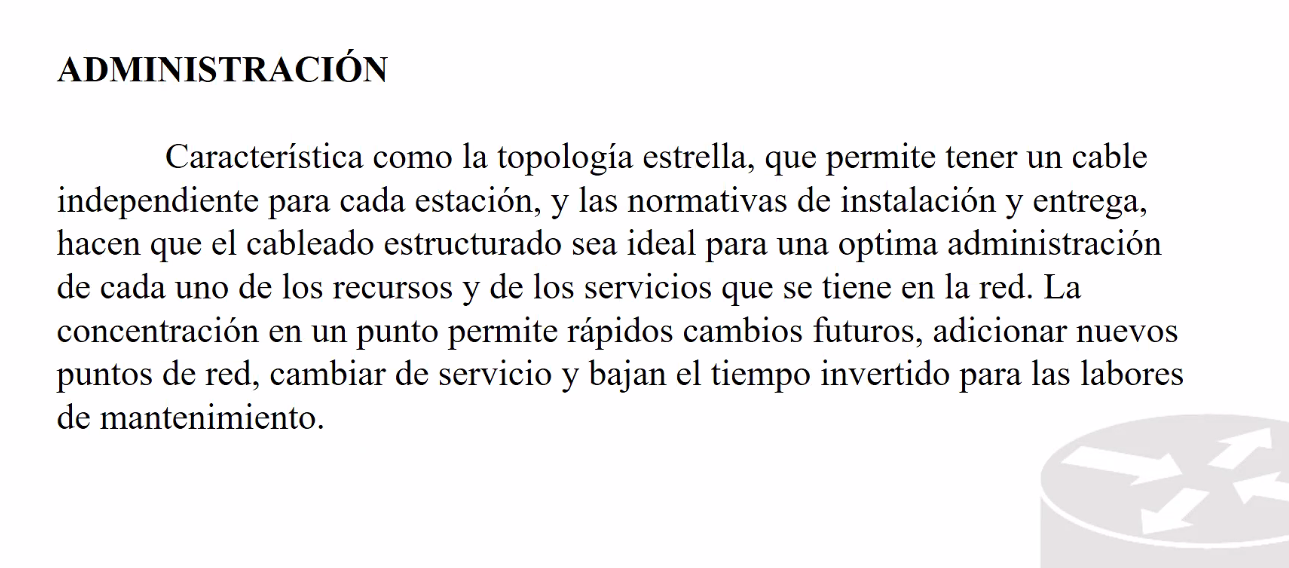 ADMINISTRACIÓN
Característica como la topología estrella, que permite tener un cable
independiente para cada estación, y las normativas de instalación y entrega,
hacen que el cableado estructurado sea ideal para una optima administración
de cada uno de los recursos y de los servicios que se tiene en la red. La
concentración en un punto permite rápidos cambios futuros, adicionar nuevos
puntos de red, cambiar de servicio y bajan el tiempo invertido para las labores
de mantenimiento.